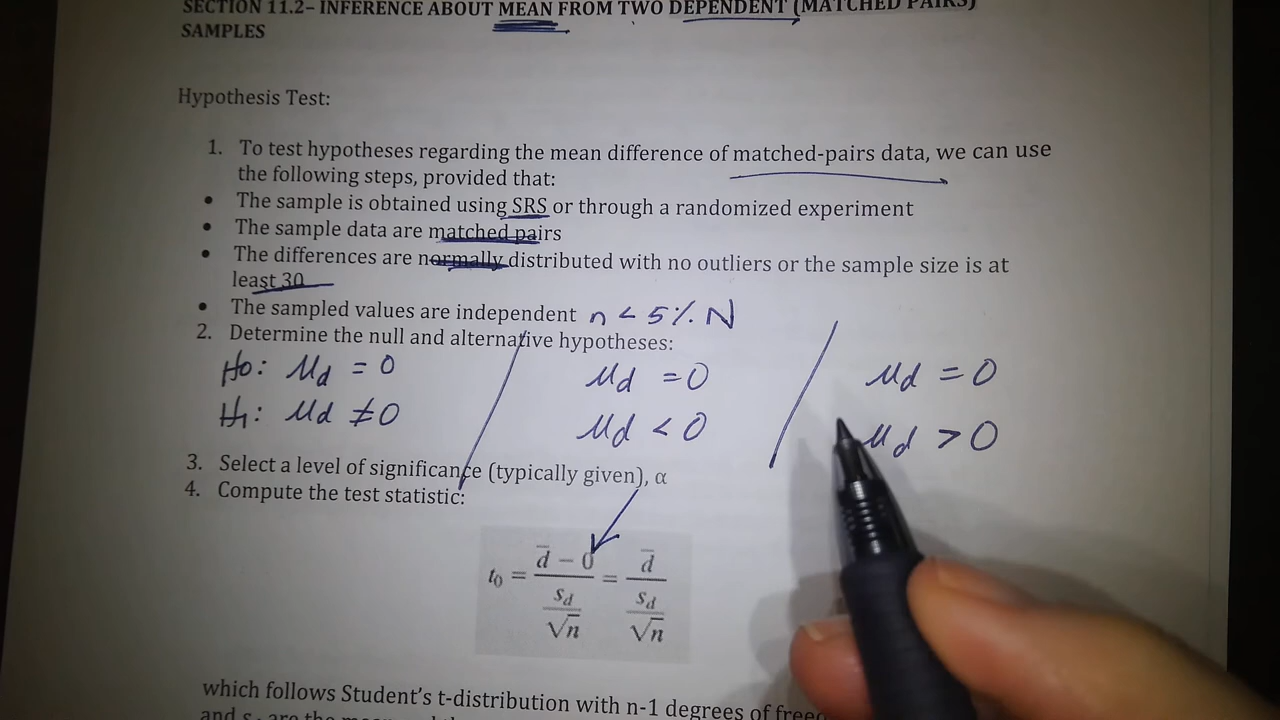 SECTION 11.2– INFERENCE ABOUT MEAN FROM TWO DEPENDENT (MATCHED PAIRS)
SAMPLES
Hypothesis Test:
1. To test hypotheses regarding the mean difference of matched-pairs data, we can use
the following steps, provided that:
• The sample is obtained using SRS or through a randomized experiment
• The sample data are matched pairs
• The differences are normally distributed with no outliers or the sample size is at
least 30
• The sampled values are independent n < 5% N
2. Determine the null and alternative hypotheses:
Ho: μd = 0 / μd = 0 / μd = 0
H1: μd ≠ 0 / μd < 0 / μd > 0
3. Select a level of significance (typically given), α
4. Compute the test statistic:
t₀ = (d̄ − 0)/(s_d/√n) = d̄/(s_d/√n)
which follows Student's t-distribution with n-1 degrees of
and are the mean